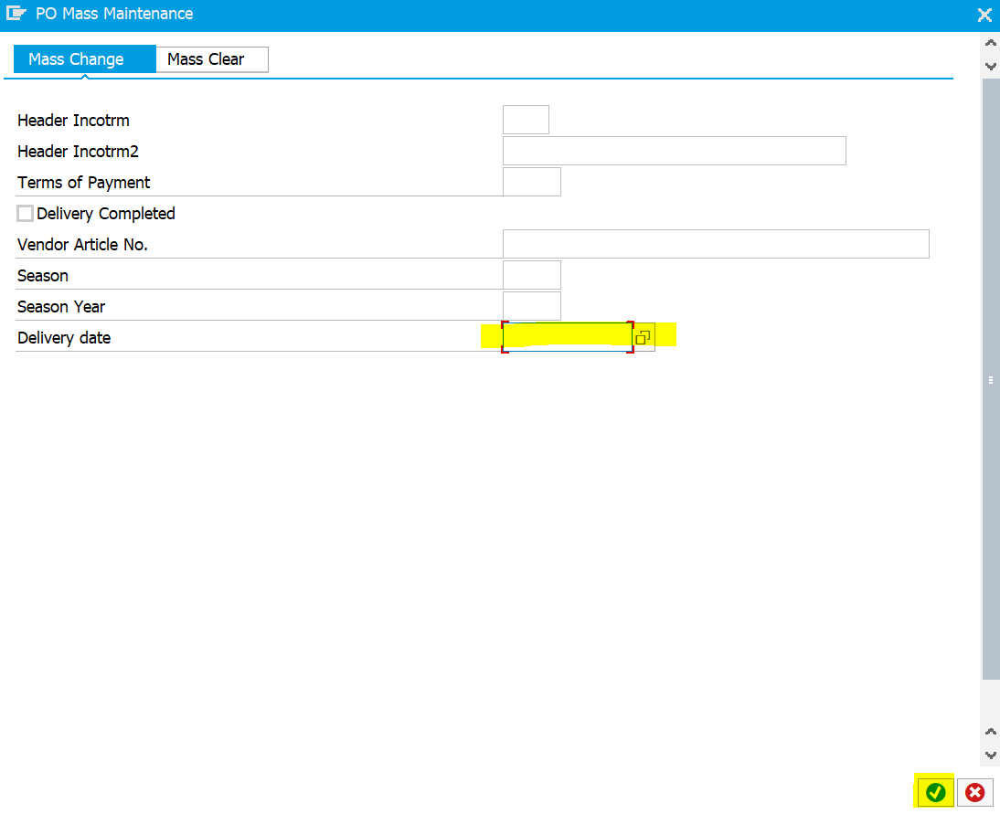 PO Mass Maintenance
Mass Change
Mass Clear
Header Incotrm
Header Incotrm2
Terms of Payment
Delivery Completed
Vendor Article No.
Season
Season Year
Delivery date